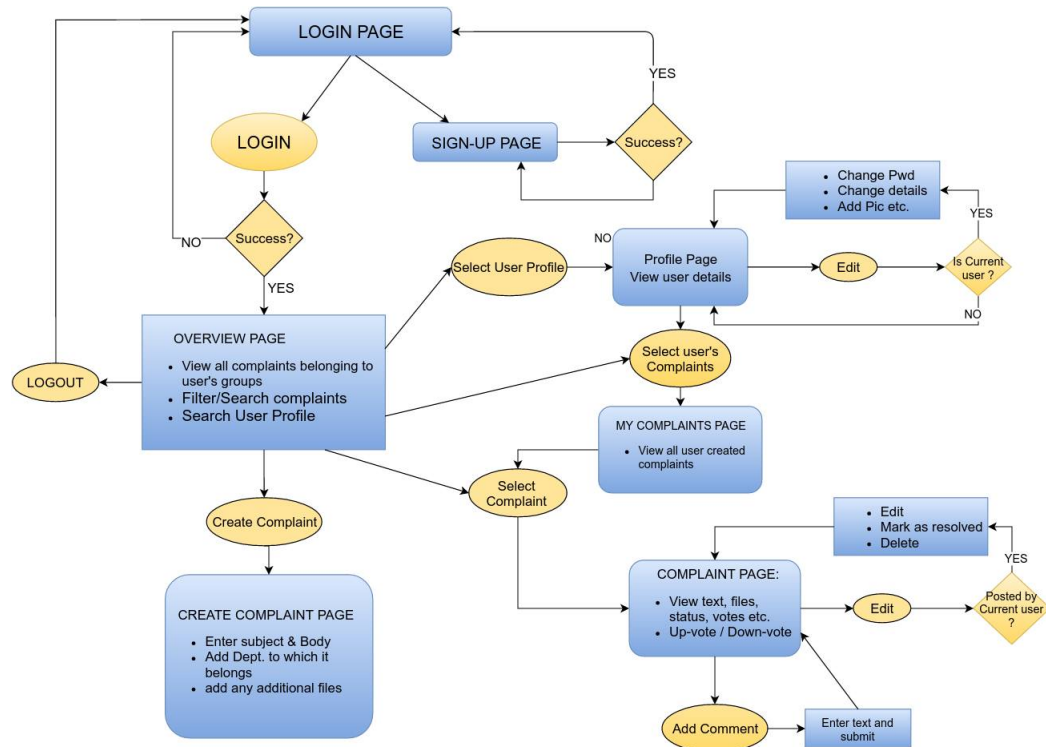 LOGIN PAGE
YES
LOGIN
SIGN-UP PAGE
Success?
• Change Pwd
• Change details
• Add Pic etc.
YES
NO
Success?
NO
Select User Profile
Profile Page
View user details
Edit
Is Current
user ?
YES
NO
OVERVIEW PAGE
• View all complaints belonging to
user's groups
• Filter/Search complaints
• Search User Profile
LOGOUT
Select user's
Complaints
MY COMPLAINTS PAGE
• View all user created
complaints
Select
Complaint
Create Complaint
• Edit
• Mark as resolved
• Delete
YES
COMPLAINT PAGE:
• View text, files,
status, votes etc.
• Up-vote / Down-vote
Edit
Posted by
Current user
?
CREATE COMPLAINT PAGE
• Enter subject & Body
• Add Dept. to which it
belongs
• add any additional files
Add Comment
Enter text and
submit